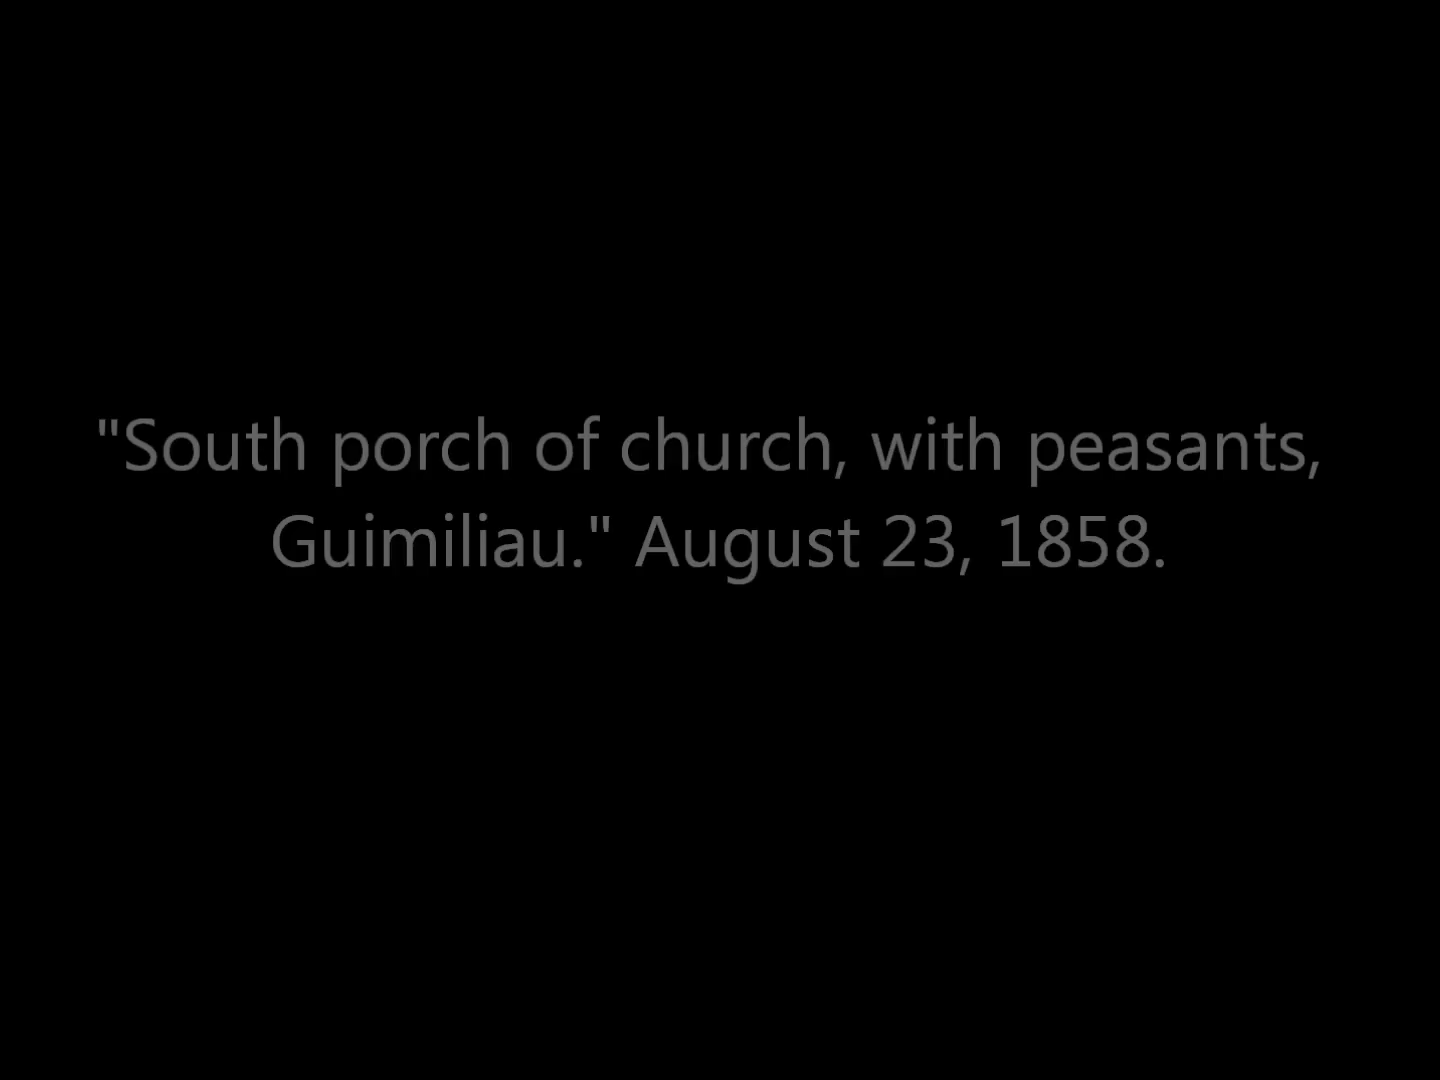 "South porch of church, with peasants,
Guimiliau." August 23, 1858.